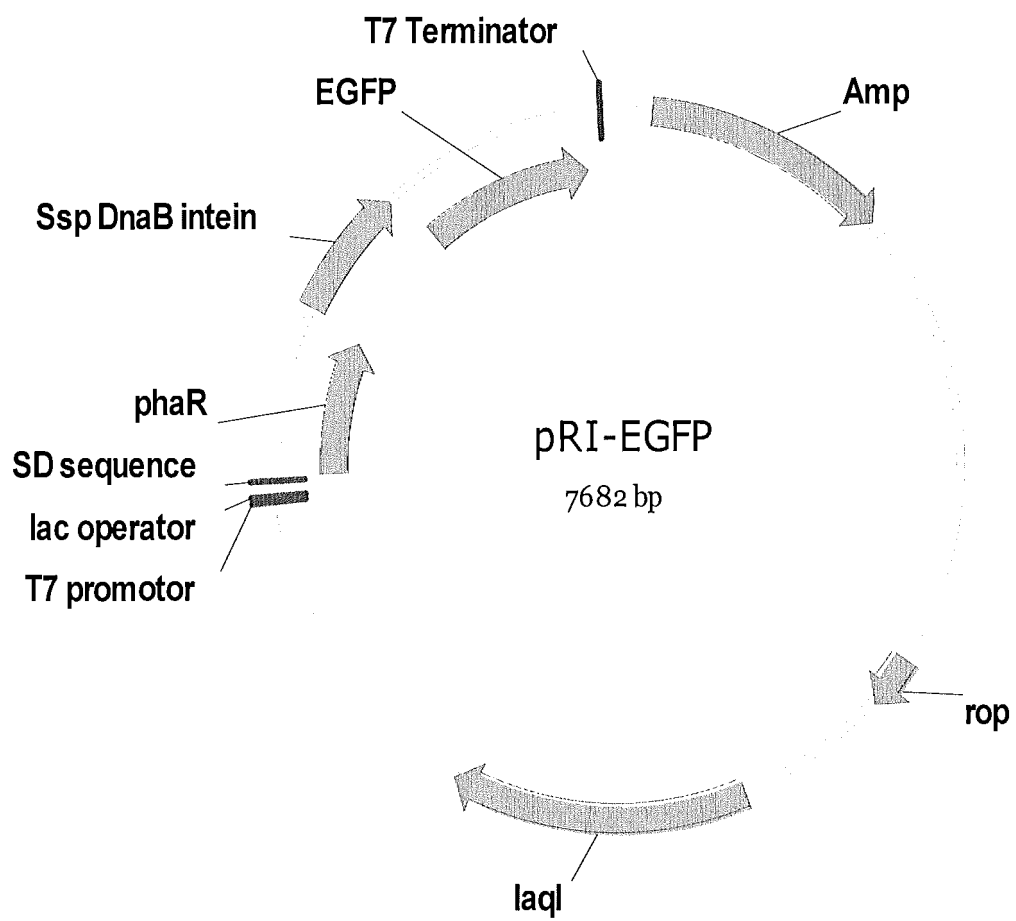 T7 Terminator
EGFP
Amp
Ssp DnaB intein
phaR
pRI-EGFP
SD sequence
7682 bp
lac operator
T7 promotor
rop
laqI